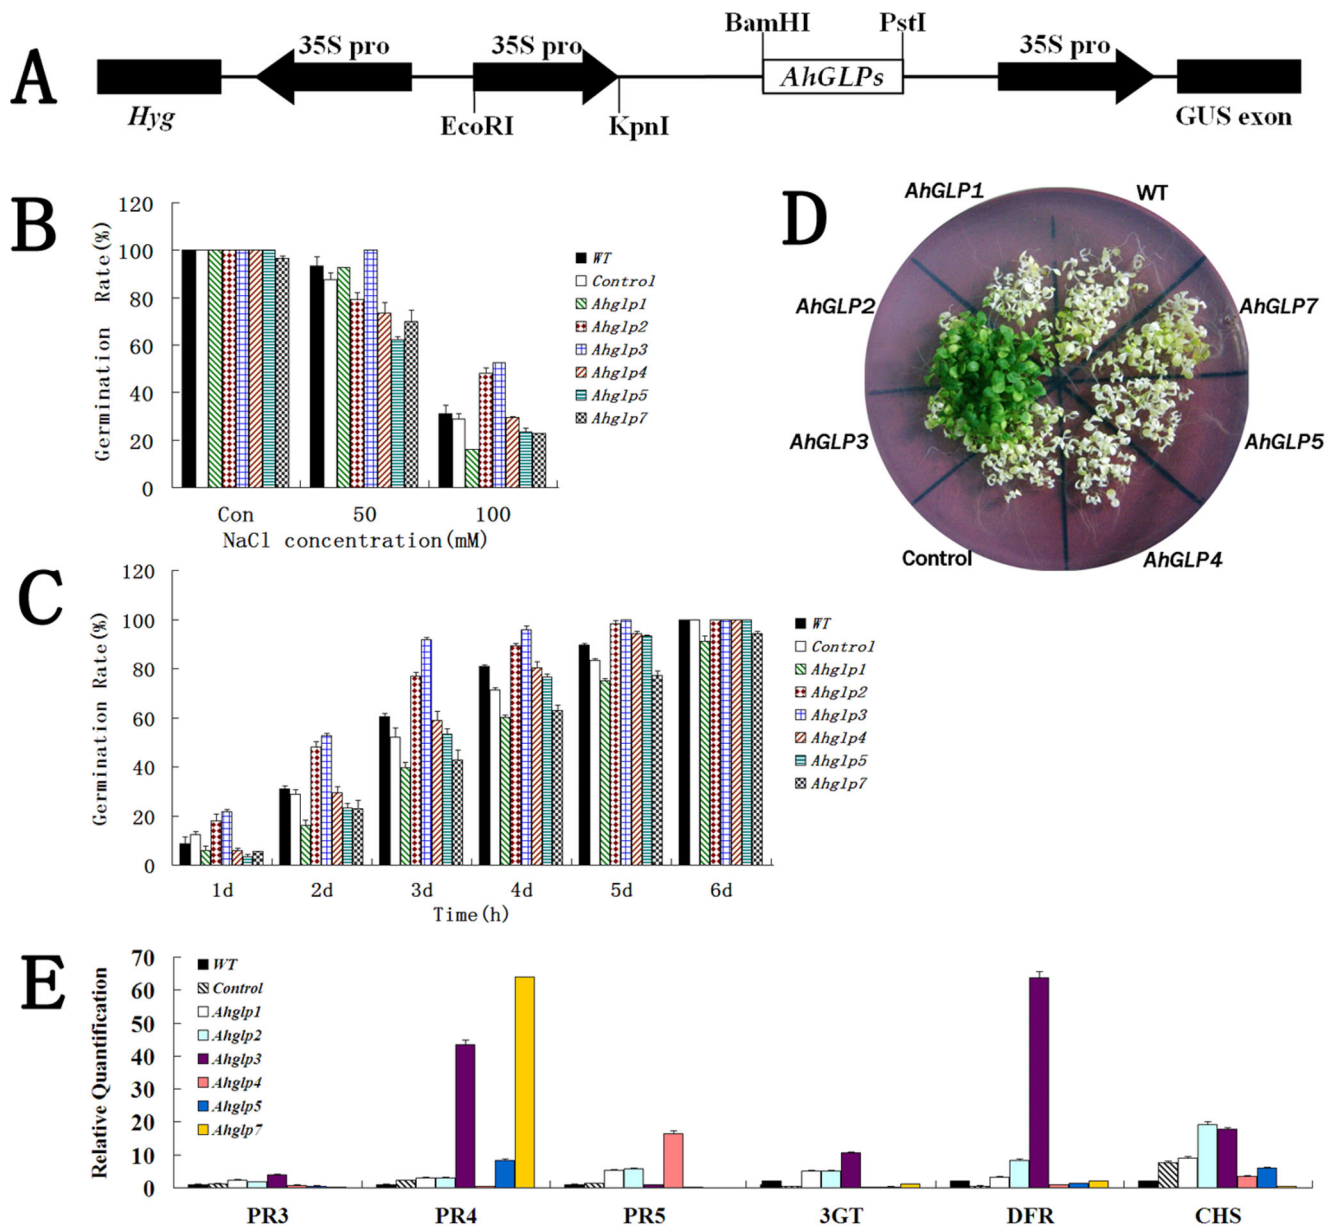 A
35S pro 35S pro BamHI PstI 35S pro
AhGLPs
Hyg EcoRI KpnI GUS exon
B
Germination Rate(%)
120
100
80
60
40
20
0
Con 50 100
NaCl concentration(mM)
WT
Control
Ahglp1
Ahglp2
Ahglp3
Ahglp4
Ahglp5
Ahglp7
D
AhGLP1 WT
AhGLP2 AhGLP7
AhGLP3 AhGLP5
Control AhGLP4
C
Germination Rate(%)
120
100
80
60
40
20
0
1d 2d 3d 4d 5d 6d
Time(h)
WT
Control
Ahglp1
Ahglp2
Ahglp3
Ahglp4
Ahglp5
Ahglp7
E
Relative Quantification
70
60
50
40
30
20
10
0
WT
Control
Ahglp1
Ahglp2
Ahglp3
Ahglp4
Ahglp5
Ahglp7
PR3 PR4 PR5 3GT DFR CHS